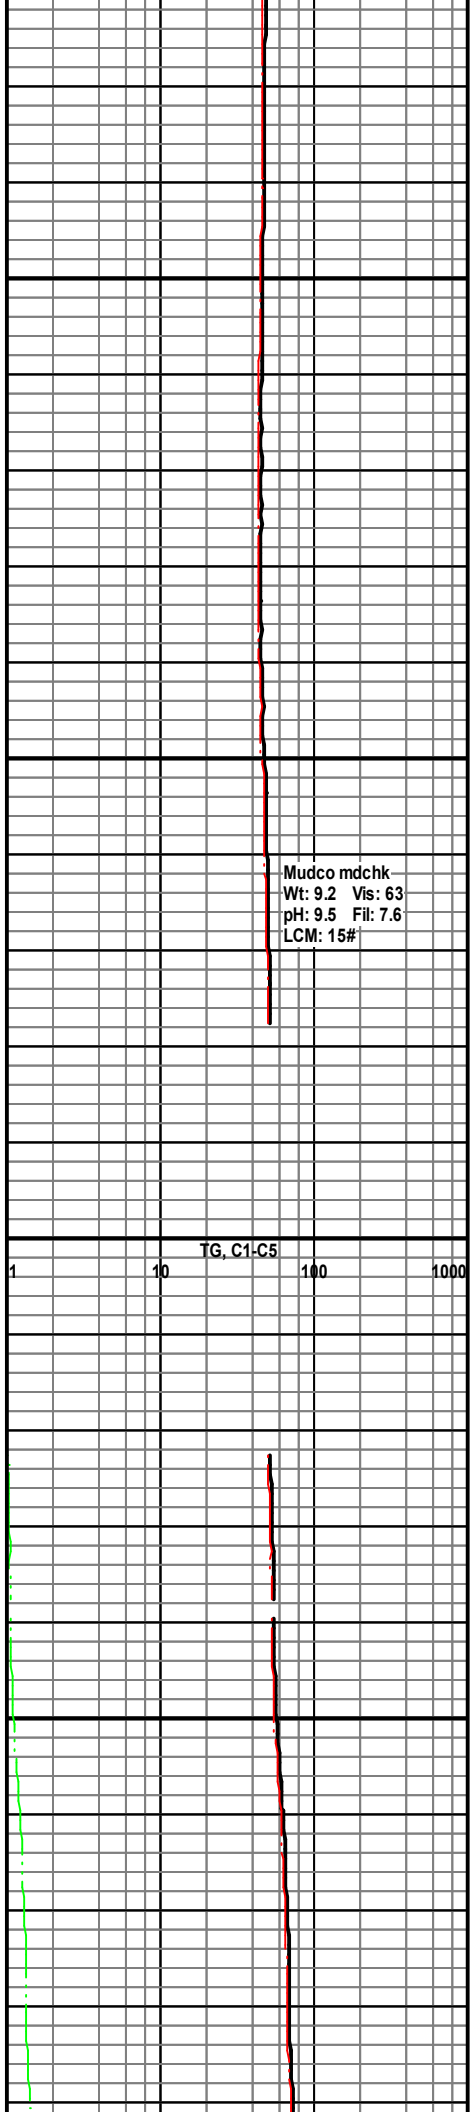 Mudco mdchk
Wt: 9.2 Vis: 63
pH: 9.5 Fil: 7.6
LCM: 15#
TG, C1-C5
1 10 100 1000